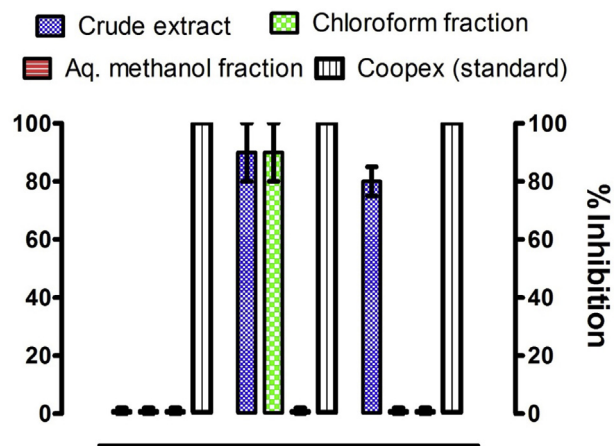 Crude extract
Chloroform fraction
Aq. methanol fraction
Coopex (standard)
100
80
60
40
20
0
100
80
60
40
20
0
% Inhibition